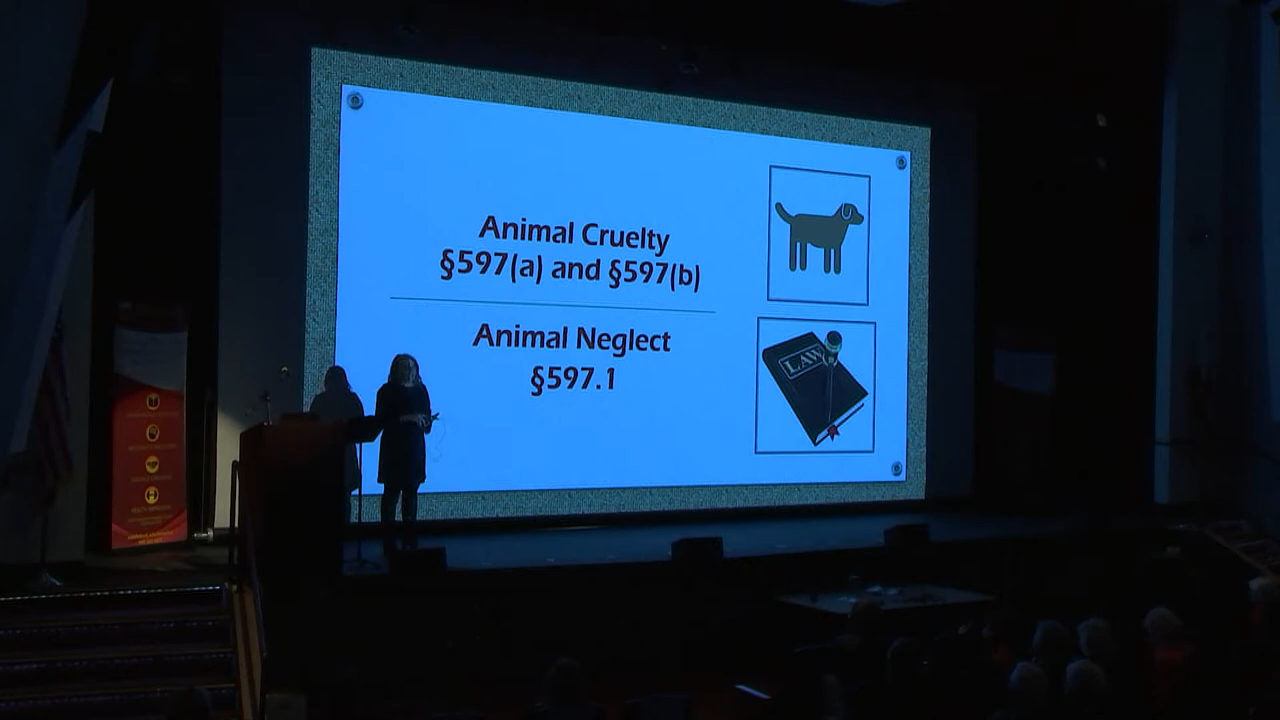 Animal Cruelty
§597(a) and §597(b)
Animal Neglect
§597.1
LAW